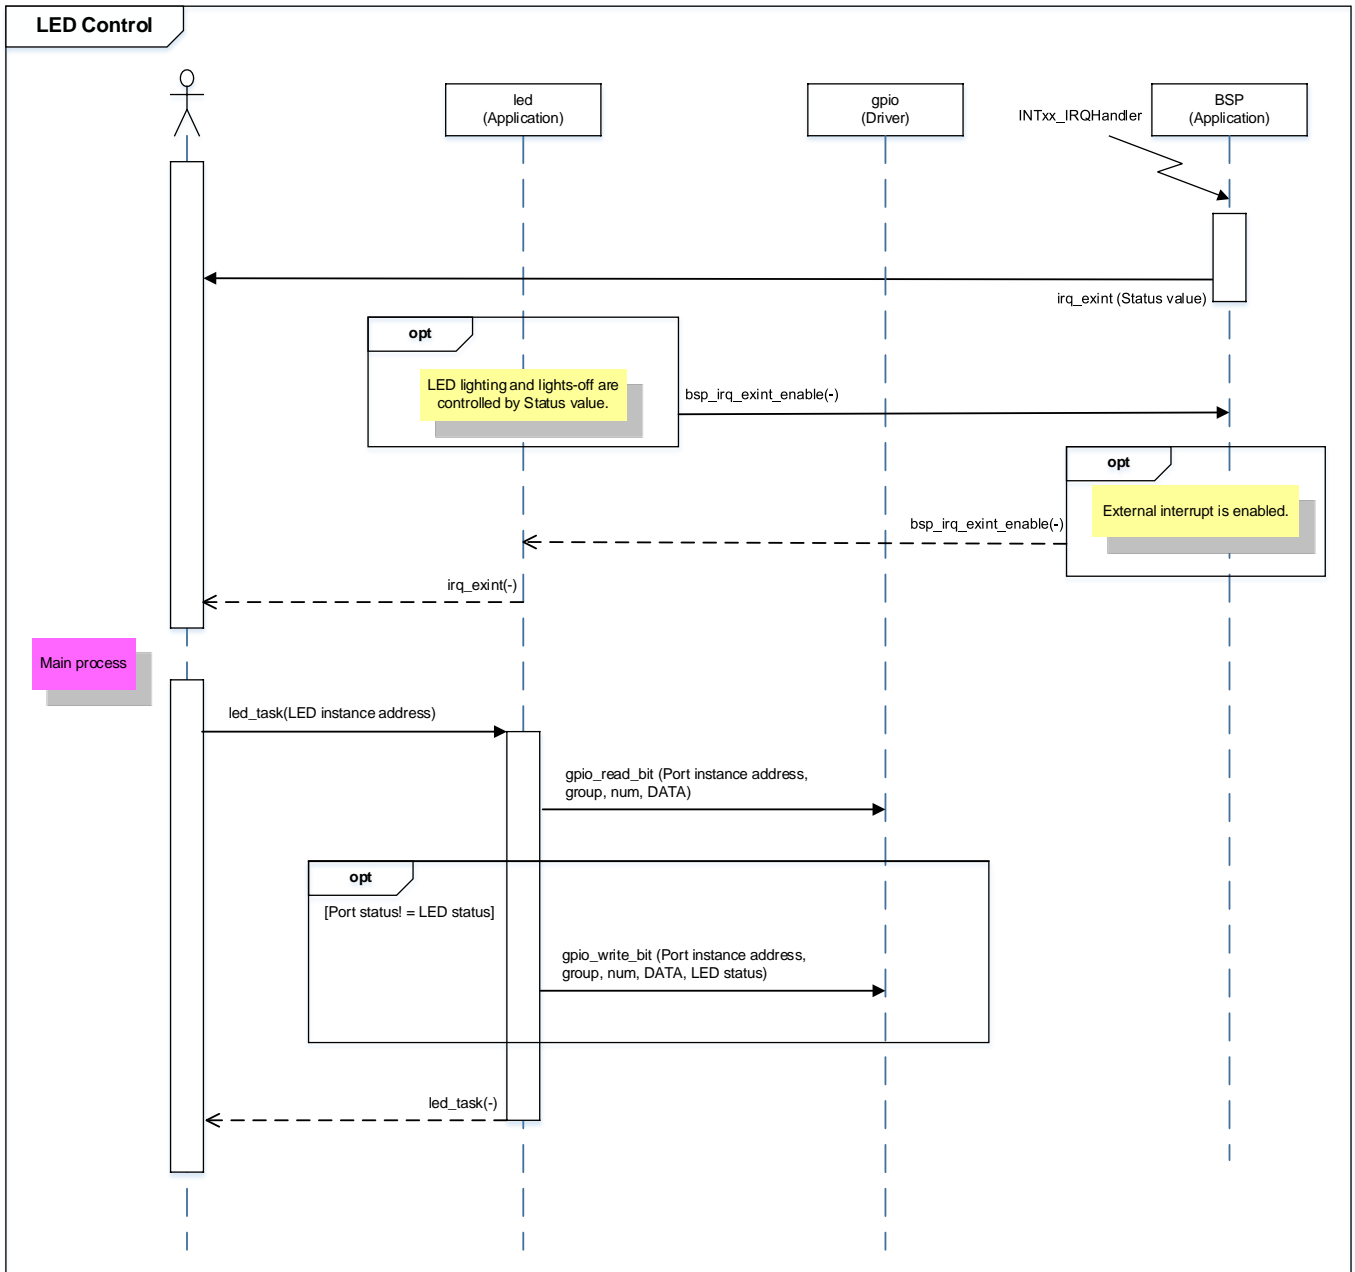 LED Control
led
(Application)
gpio
(Driver)
INTxx_IRQHandler
BSP
(Application)
irq_exint (Status value)
opt
LED lighting and lights-off are
controlled by Status value.
bsp_irq_exint_enable(-)
opt
External interrupt is enabled.
bsp_irq_exint_enable(-)
irq_exint(-)
Main process
led_task(LED instance address)
gpio_read_bit (Port instance address,
group, num, DATA)
opt
[Port status! = LED status]
gpio_write_bit (Port instance address,
group, num, DATA, LED status)
led_task(-)